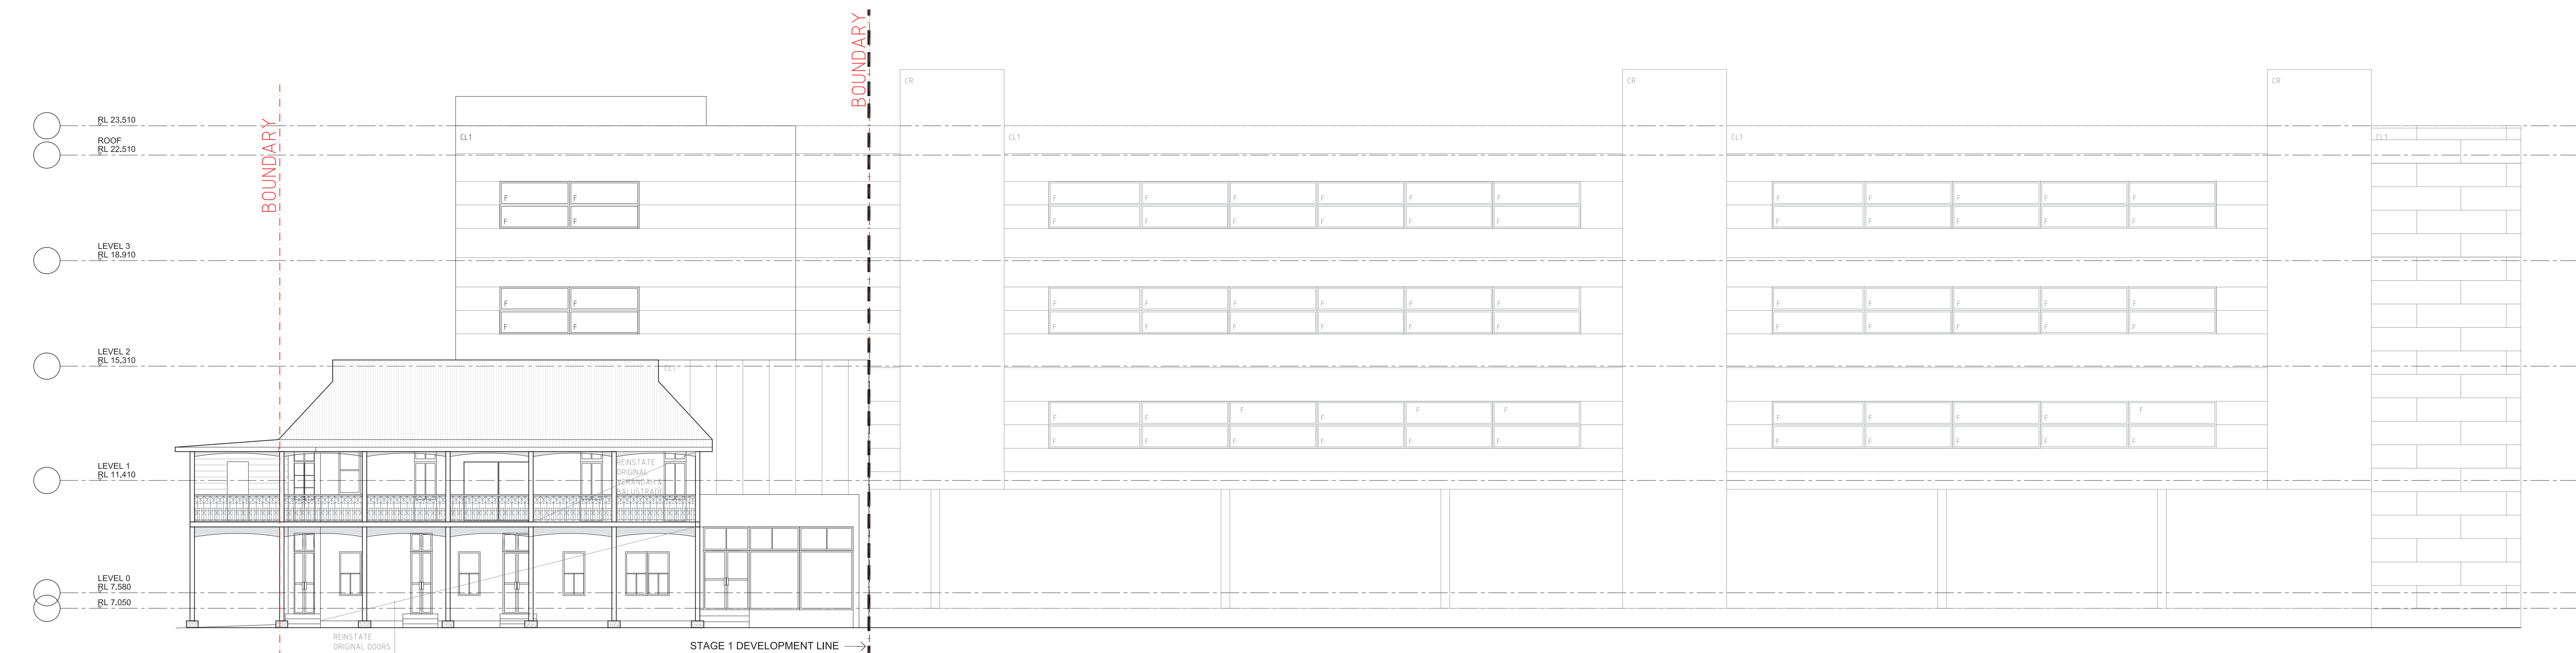 BOUNDARY
BOUNDARY
CR
CR
CR
RL 23.510
ROOF
RL 22.510
CL1
CL1
CL1
CL1
F F
F F F F F F
F F F F F
F F
F F F F F F
F F F F F
LEVEL 3
RL 18.910
F F
F F F F F F
F F F F F
F F
F F F F F F
F F F F F
LEVEL 2
RL 15.310
CL1
F F F F F F
F F F F F
F F F F F F
F F F F F
LEVEL 1
RL 11.410
REINSTATE
ORIGINAL
VERANDAH &
BALUSTRADE
LEVEL 0
RL 7.580
RL 7.050
REINSTATE
ORIGINAL DOORS
STAGE 1 DEVELOPMENT LINE